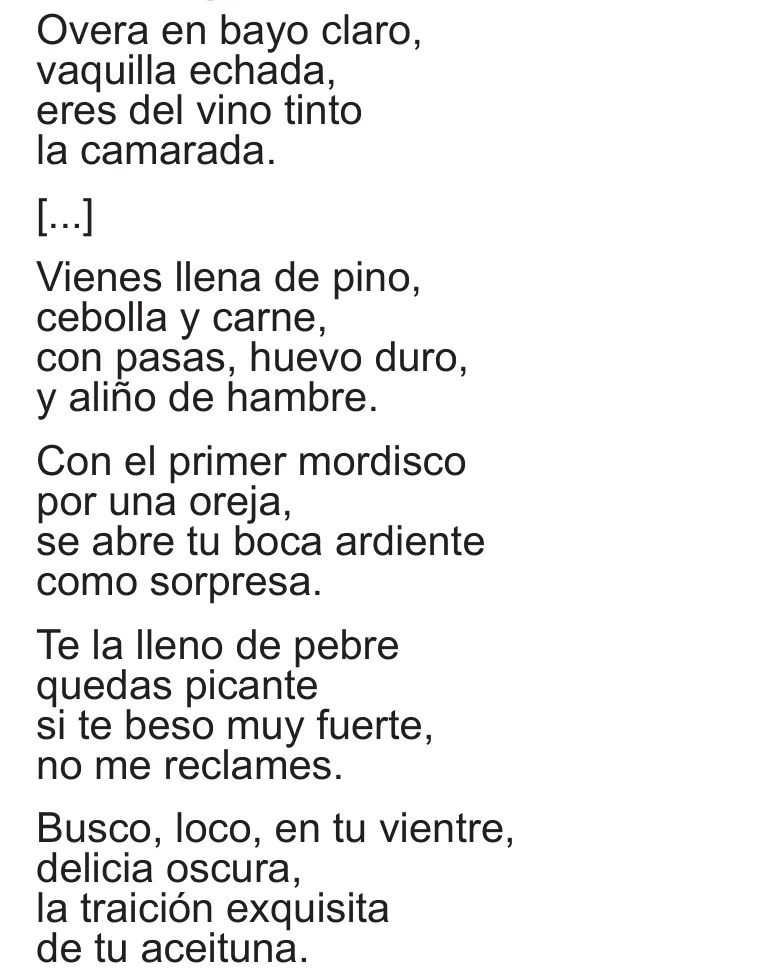 Overa en bayo claro,
vaquilla echada,
eres del vino tinto
la camarada.
[...]
Vienes llena de pino,
cebolla y carne,
con pasas, huevo duro,
y aliño de hambre.
Con el primer mordisco
por una oreja,
se abre tu boca ardiente
como sorpresa.
Te la lleno de pebre
quedas picante
si te beso muy fuerte,
no me reclames.
Busco, loco, en tu vientre,
delicia oscura,
la traición exquisita
de tu aceituna.